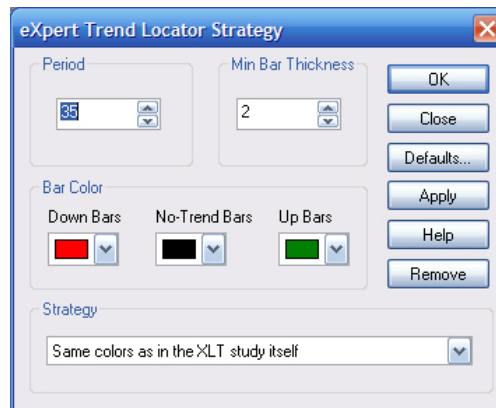 eXpert Trend Locator Strategy
Period
Min Bar Thickness
35
2
OK
Close
Defaults...
Apply
Help
Remove
Bar Color
Down Bars No-Trend Bars Up Bars
Strategy
Same colors as in the XLT study itself